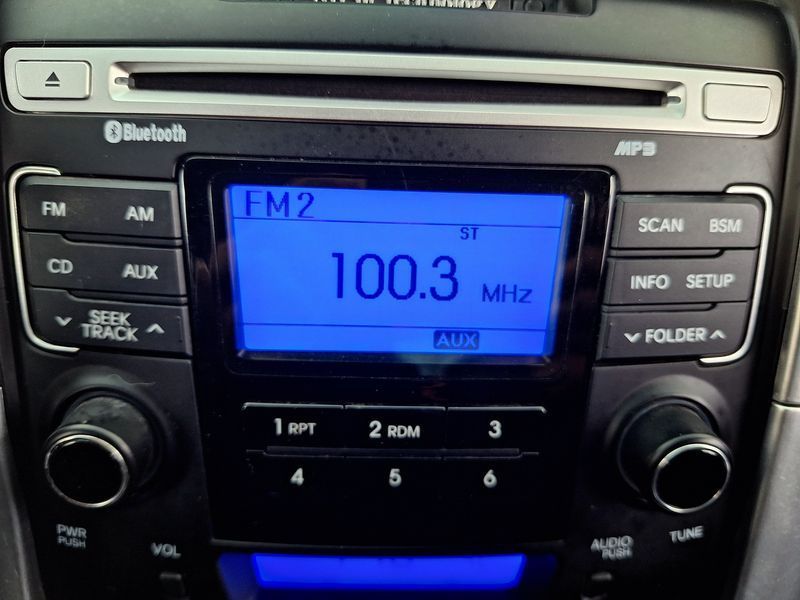 Bluetooth
MP3
FM AM
CD AUX
SEEK
TRACK
FM2
ST
100.3 MHz
AUX
SCAN BSM
INFO SETUP
FOLDER
1 RPT 2 RDM 3
4 5 6
PWR
PUSH
VOL
AUDIO
PUSH
TUNE